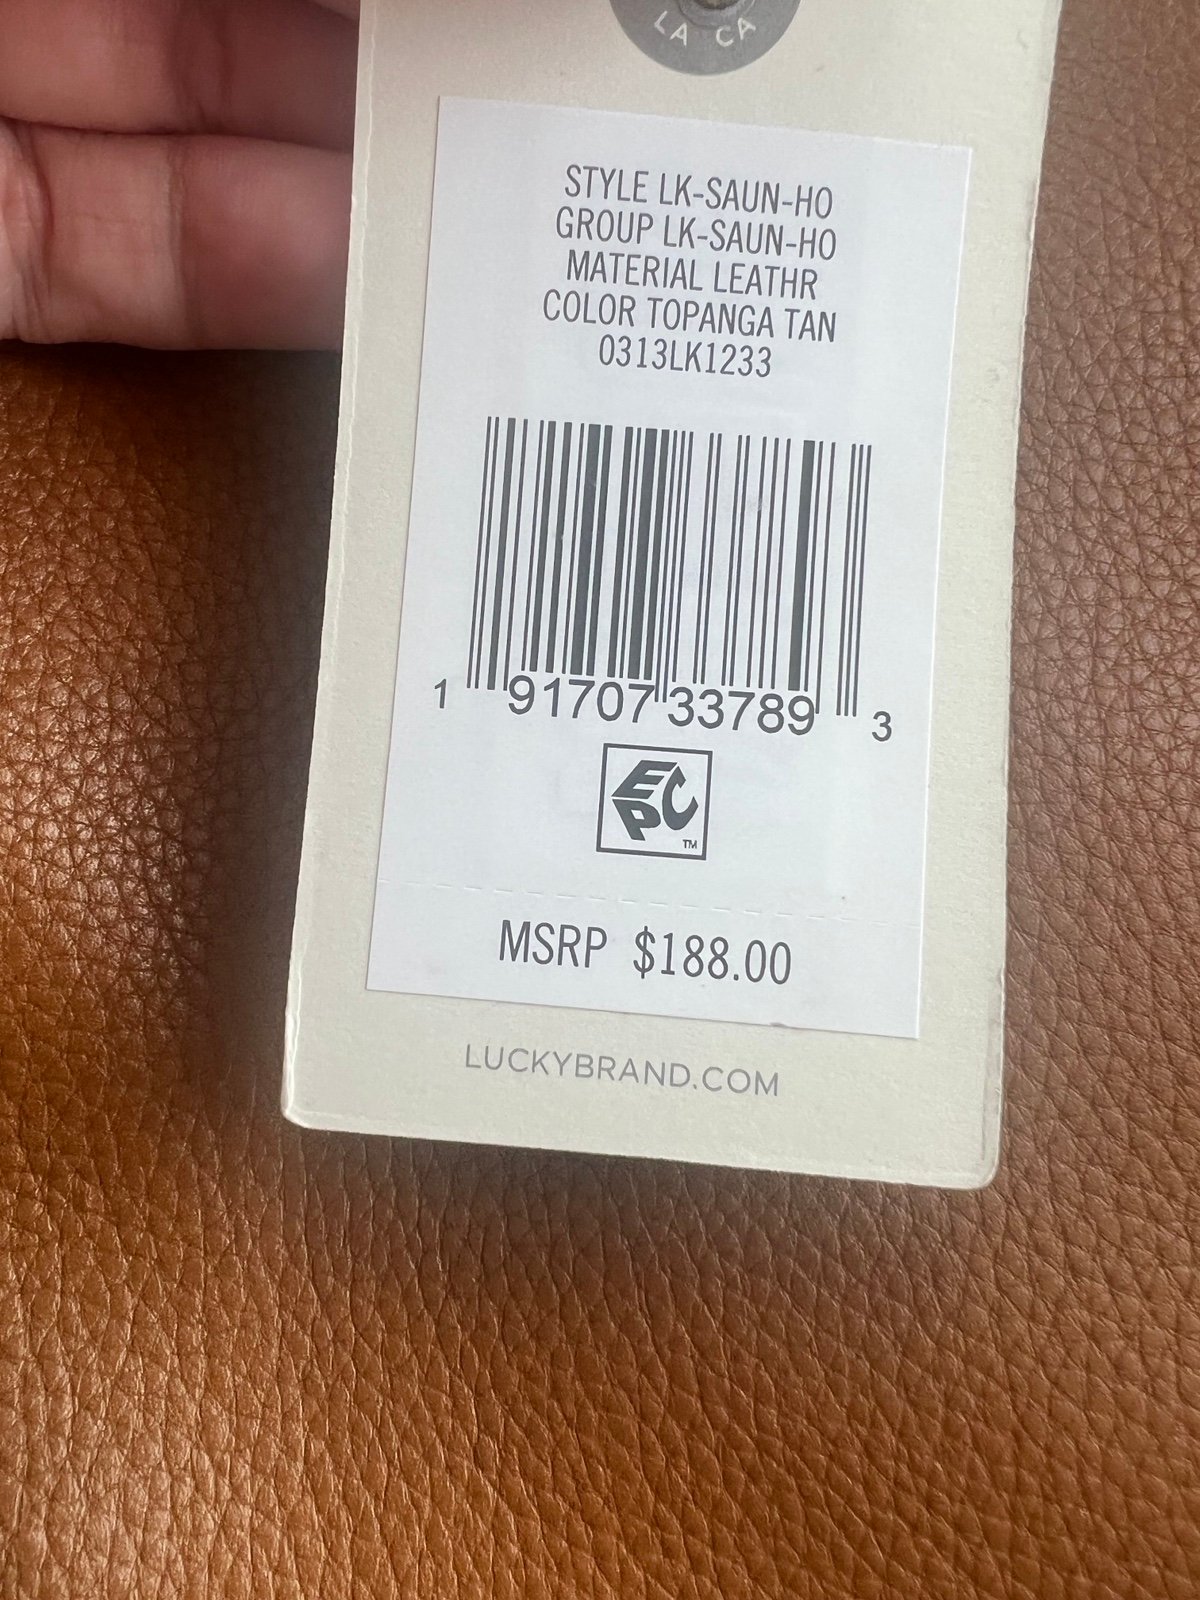 LA CA
STYLE LK-SAUN-HO
GROUP LK-SAUN-HO
MATERIAL LEATHR
COLOR TOPANGA TAN
0313LK1233
1 91707 33789 3
EPC TM
MSRP $188.00
LUCKYBRAND.COM